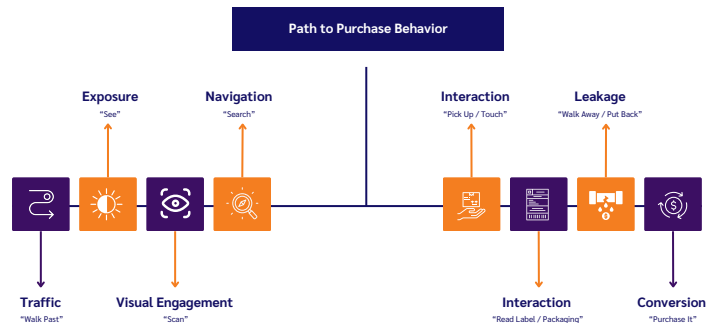 Path to Purchase Behavior
Exposure
“See”
Navigation
“Search”
Interaction
“Pick Up / Touch”
Leakage
“Walk Away / Put Back”
Traffic
“Walk Past”
Visual Engagement
“Scan”
Interaction
“Read Label / Packaging”
Conversion
“Purchase It”